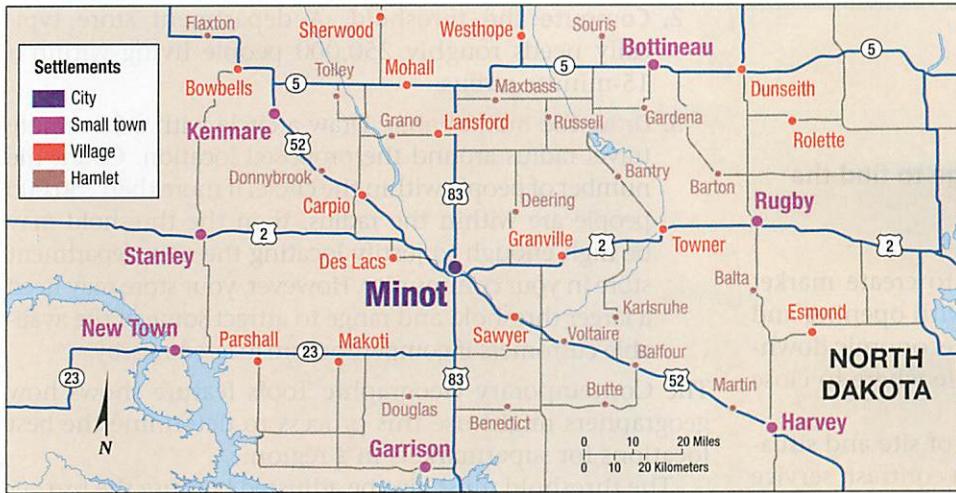 Flaxton
Sherwood
Westhope
Souris
Bottineau
Settlements
City
Small town
Village
Hamlet
5
Bowbells
Tolley
Mohall
5
5
Dunseith
5
Kenmare
Maxbass
Grano
Lansford
Russell
Gardena
Rolette
52
Donnybrook
Carpio
83
Deering
Bantry
Barton
Rugby
2
Stanley
Des Lacs
Granville
2
Towner
2
Minot
Balta
New Town
Parshall
Makoti
Sawyer
Karlsruhe
Voltaire
Esmond
23
23
83
Balfour
52
NORTH
DAKOTA
Martin
N
Douglas
Benedict
Butte
Harvey
Garrison
0 10 20 Miles
0 10 20 Kilometers